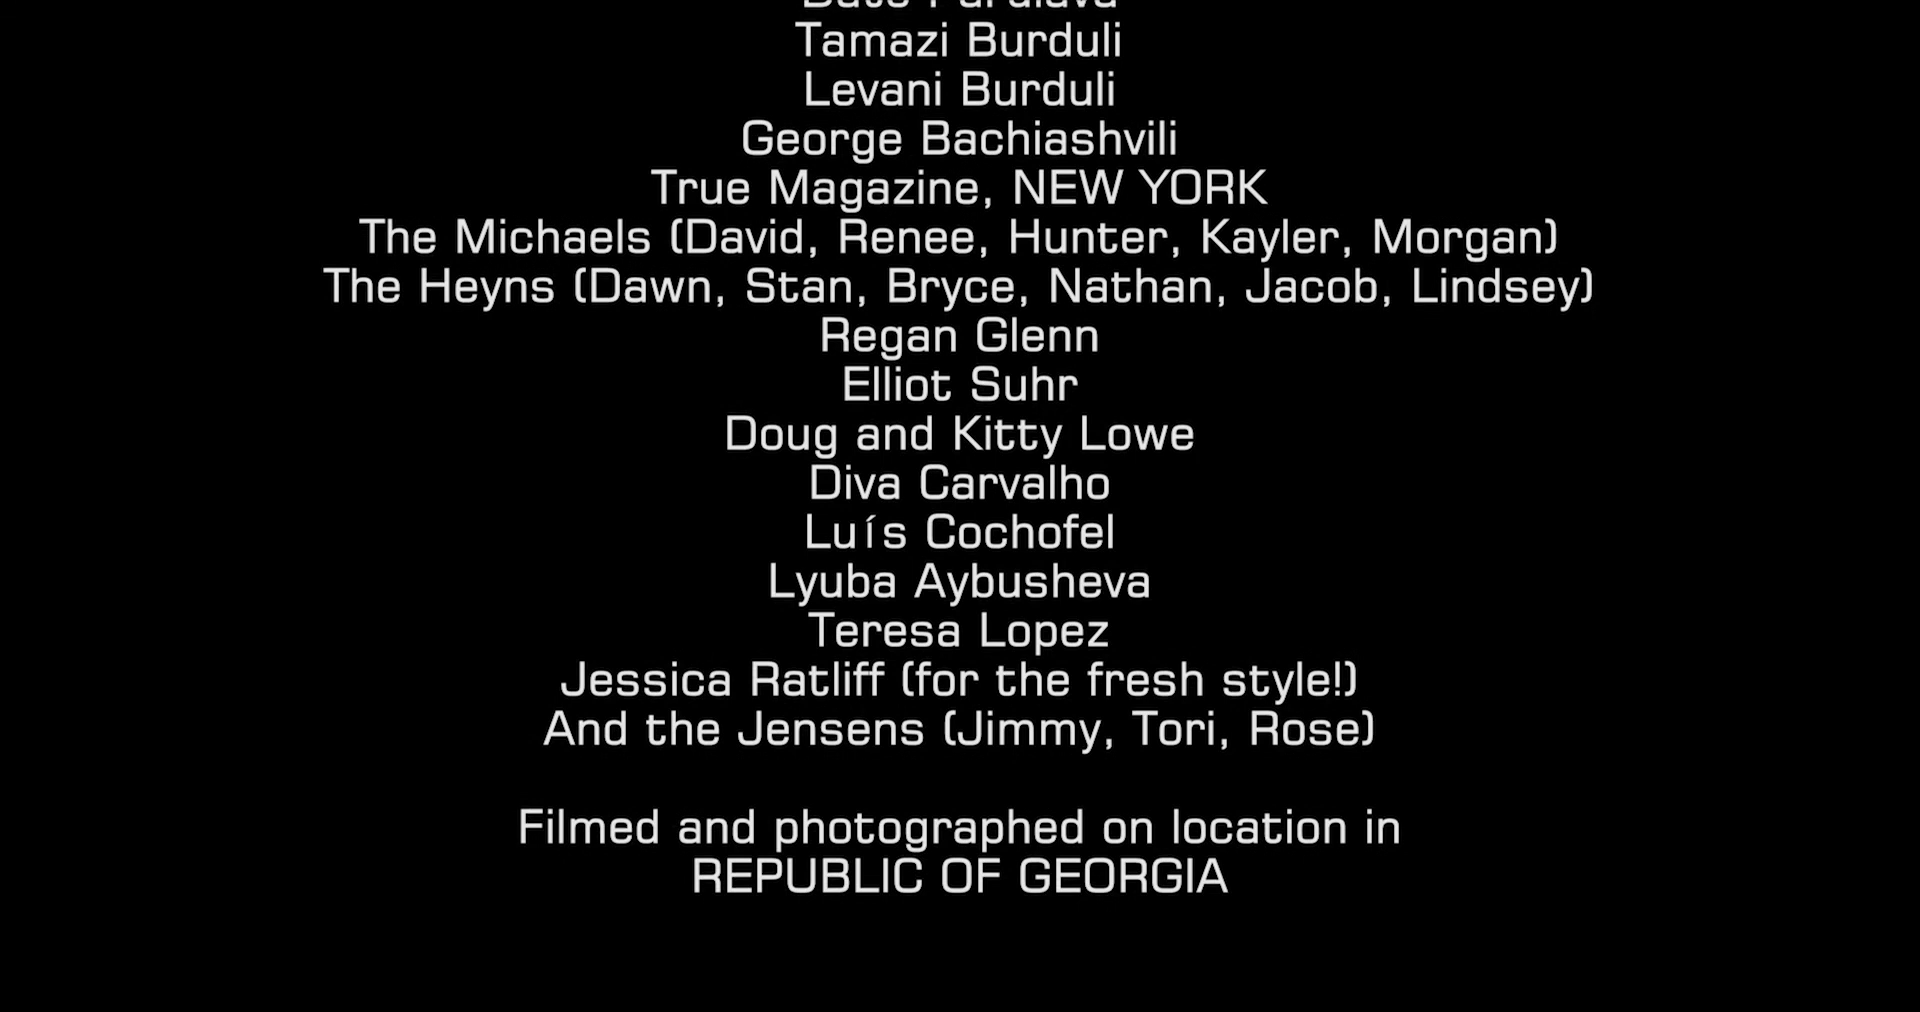 Tamazi Burduli
Levani Burduli
George Bachiashvili
True Magazine, NEW YORK
The Michaels (David, Renee, Hunter, Kayler, Morgan)
The Heyns (Dawn, Stan, Bryce, Nathan, Jacob, Lindsey)
Regan Glenn
Elliot Suhr
Doug and Kitty Lowe
Diva Carvalho
Luís Cochofel
Lyuba Aybusheva
Teresa Lopez
Jessica Ratliff (for the fresh style!)
And the Jensens (Jimmy, Tori, Rose)
Filmed and photographed on location in
REPUBLIC OF GEORGIA